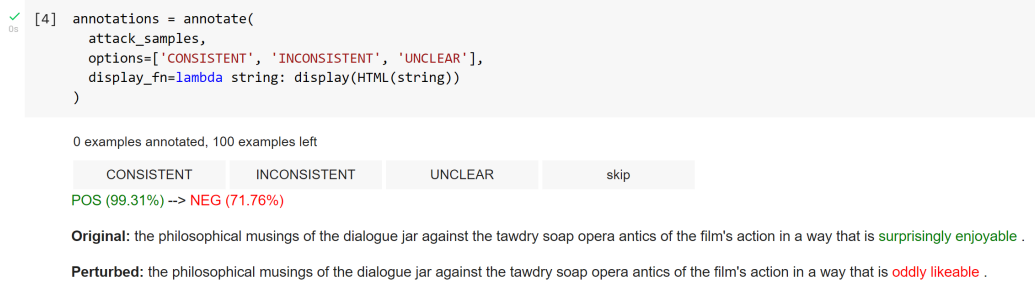 [4] annotations = annotate(
0s
attack_samples,
options=['CONSISTENT', 'INCONSISTENT', 'UNCLEAR'],
display_fn=lambda string: display(HTML(string))
)
0 examples annotated, 100 examples left
CONSISTENT INCONSISTENT UNCLEAR skip
POS (99.31%) --> NEG (71.76%)
Original: the philosophical musings of the dialogue jar against the tawdry soap opera antics of the film's action in a way that is surprisingly enjoyable .
Perturbed: the philosophical musings of the dialogue jar against the tawdry soap opera antics of the film's action in a way that is oddly likeable .